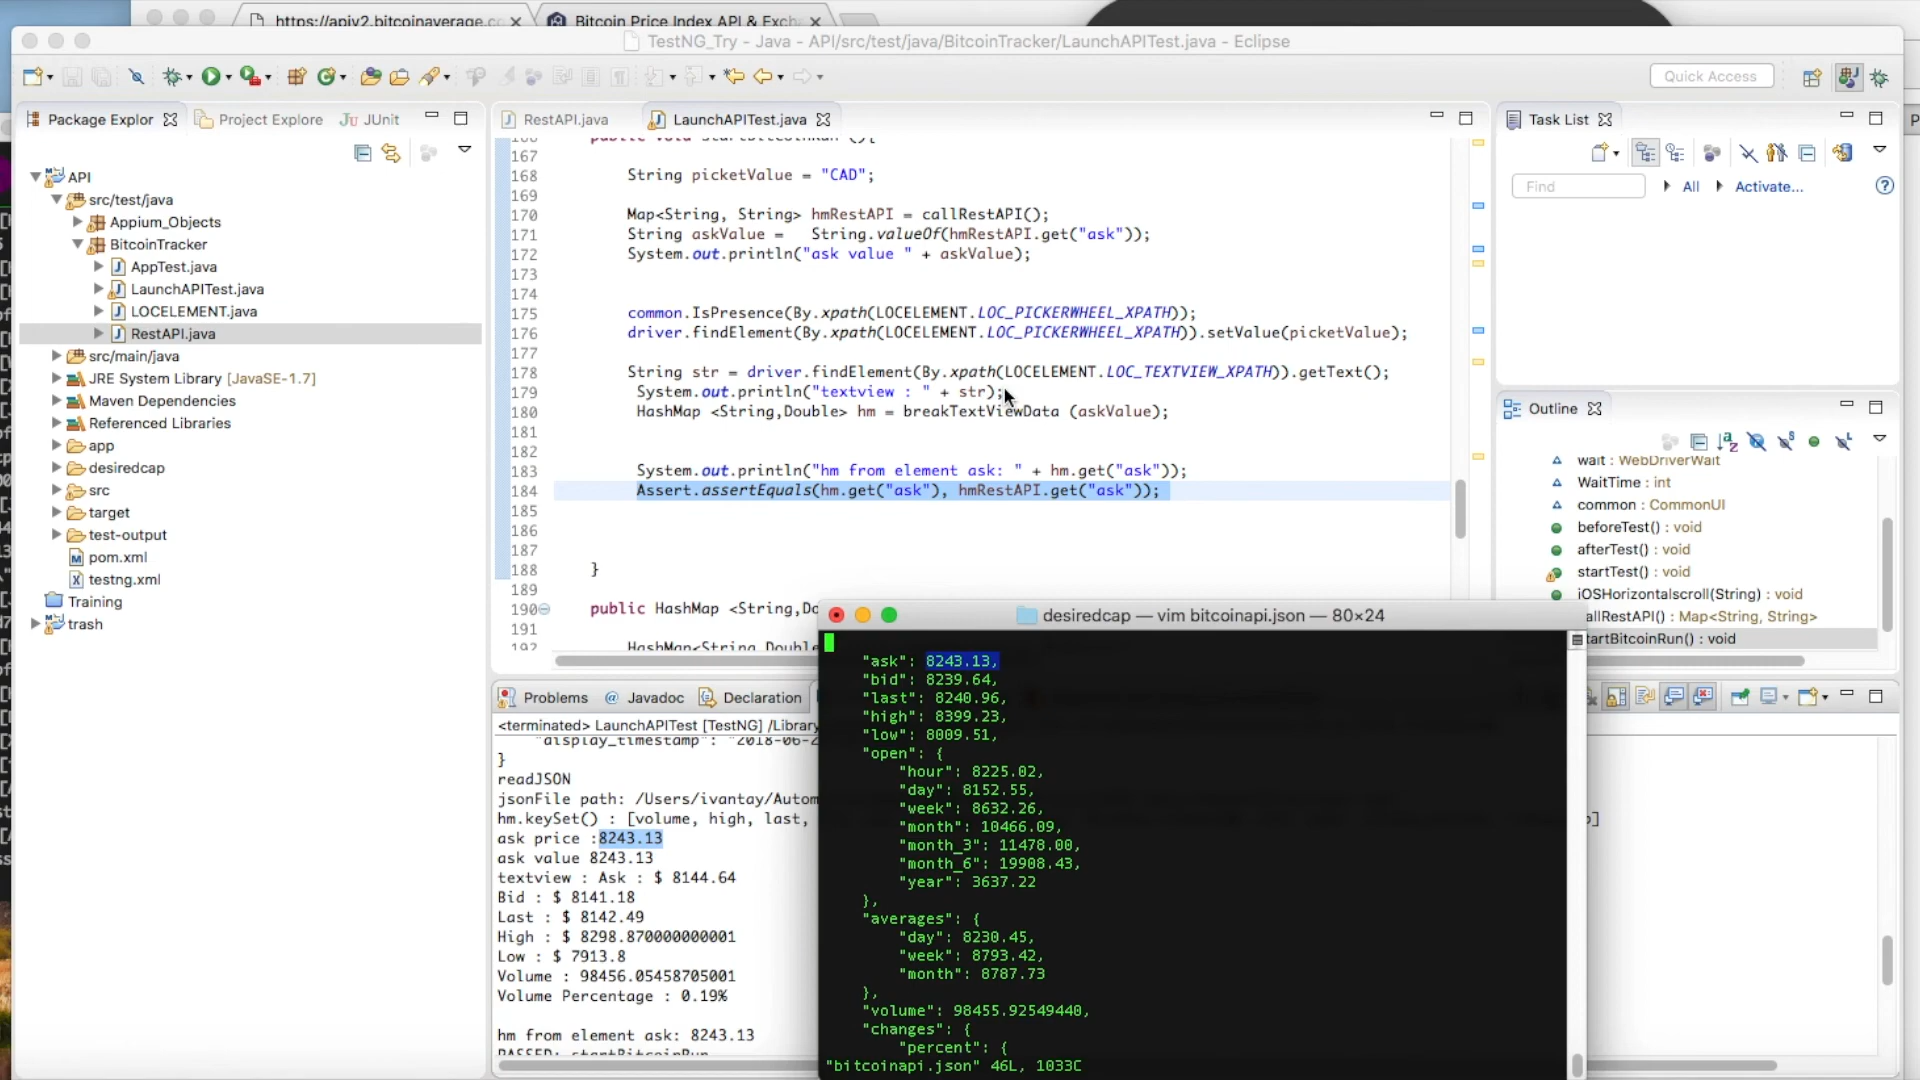 https://apiv2.bitcoinaverage.co
Bitcoin Price Index API & Exch
TestNG_Try - Java - API/src/test/java/BitcoinTracker/LaunchAPITest.java - Eclipse
Quick Access
Package Explor
Project Explore
JUnit
API
src/test/java
Appium_Objects
BitcoinTracker
AppTest.java
LaunchAPITest.java
LOCELEMENT.java
RestAPI.java
src/main/java
JRE System Library [JavaSE-1.7]
Maven Dependencies
Referenced Libraries
app
desiredcap
src
target
test-output
pom.xml
testng.xml
Training
trash
RestAPI.java
LaunchAPITest.java
166 public void startBitcoinRun (){
167
168 String picketValue = "CAD";
169
170 Map<String, String> hmRestAPI = callRestAPI();
171 String askValue = String.valueOf(hmRestAPI.get("ask"));
172 System.out.println("ask value " + askValue);
173
174
175 common.IsPresence(By.xpath(LOCELEMENT.LOC_PICKERWHEEL_XPATH));
176 driver.findElement(By.xpath(LOCELEMENT.LOC_PICKERWHEEL_XPATH)).setValue(picketValue);
177
178 String str = driver.findElement(By.xpath(LOCELEMENT.LOC_TEXTVIEW_XPATH)).getText();
179 System.out.println("textview : " + str);
180 HashMap <String,Double> hm = breakTextViewData (askValue);
181
182
183 System.out.println("hm from element ask: " + hm.get("ask"));
184 Assert.assertEquals(hm.get("ask"), hmRestAPI.get("ask"));
185
186
187
188 }
189
190 public HashMap <String,Do
191
192 HashMap<String,Double
Task List
Find
All
Activate...
Outline
wait : WebDriverWait
WaitTime : int
common : CommonUI
beforeTest() : void
afterTest() : void
startTest() : void
iOSHorizontalscroll(String) : void
allRestAPI() : Map<String, String>
tartBitcoinRun() : void
Problems
Javadoc
Declaration
<terminated> LaunchAPITest [TestNG] /Library
"display_timestamp": "2018-06-2
}
readJSON
jsonFile path: /Users/ivantay/Autom
hm.keySet() : [volume, high, last,
ask price :8243.13
ask value 8243.13
textview : Ask : $ 8144.64
Bid : $ 8141.18
Last : $ 8142.49
High : $ 8298.870000000001
Low : $ 7913.8
Volume : 98456.05458705001
Volume Percentage : 0.19%
hm from element ask: 8243.13
PASSED: startBitcoinRun
desiredcap — vim bitcoinapi.json — 80×24
"ask": 8243.13,
"bid": 8239.64,
"last": 8240.96,
"high": 8399.23,
"low": 8009.51,
"open": {
"hour": 8225.02,
"day": 8152.55,
"week": 8632.26,
"month": 10466.09,
"month_3": 11478.00,
"month_6": 19908.43,
"year": 3637.22
},
"averages": {
"day": 8230.45,
"week": 8793.42,
"month": 8787.73
},
"volume": 98455.92549440,
"changes": {
"percent": {
"bitcoinapi.json" 46L, 1033C